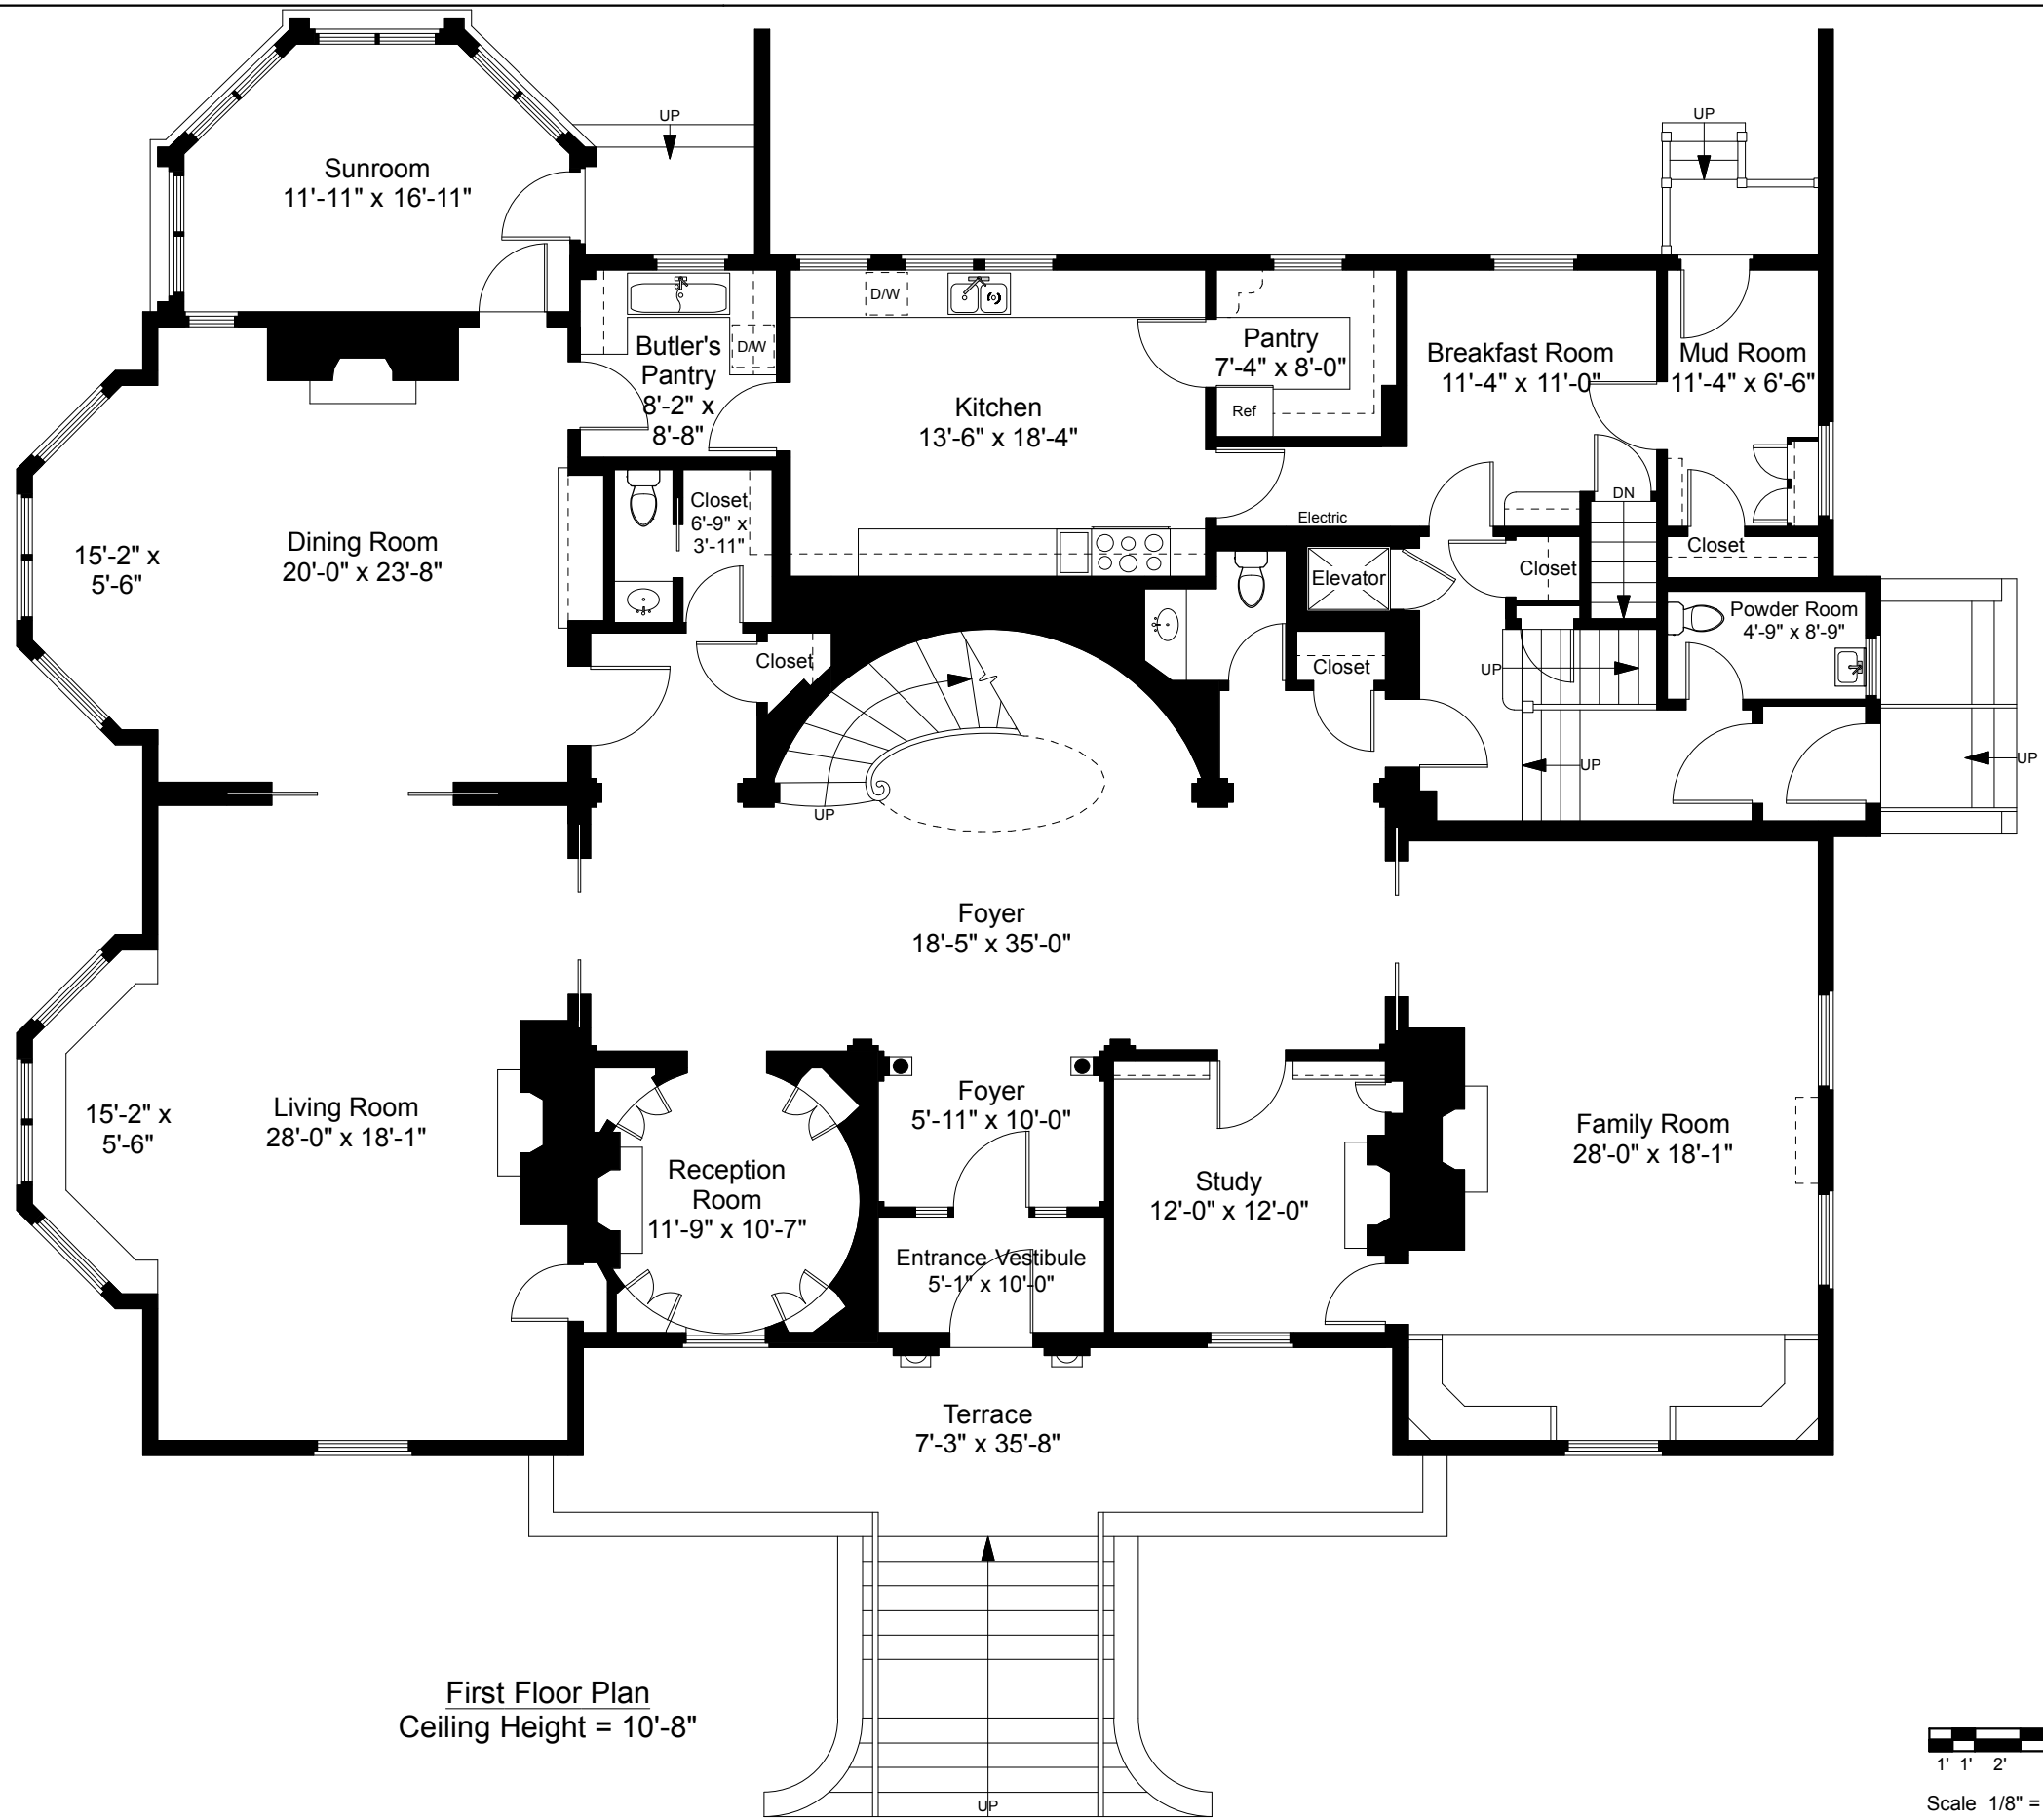 UP
UP
Sunroom
11'-11" x 16'-11"
D/W
Butler's
Pantry
8'-2" x
8'-8"
D/W
Pantry
7'-4" x 8'-0"
Ref
Breakfast Room
11'-4" x 11'-0"
Mud Room
11'-4" x 6'-6"
Kitchen
13'-6" x 18'-4"
Closet
6'-9" x
3'-11"
DN
Electric
Dining Room
20'-0" x 23'-8"
15'-2" x
5'-6"
Closet
Elevator
Closet
Powder Room
4'-9" x 8'-9"
Closet
Closet
UP
UP
UP
UP
Foyer
18'-5" x 35'-0"
Foyer
5'-11" x 10'-0"
Living Room
28'-0" x 18'-1"
15'-2" x
5'-6"
Family Room
28'-0" x 18'-1"
Reception
Room
11'-9" x 10'-7"
Study
12'-0" x 12'-0"
Entrance Vestibule
5'-1" x 10'-0"
Terrace
7'-3" x 35'-8"
First Floor Plan
Ceiling Height = 10'-8"
UP
1' 1' 2'
Scale 1/8" =